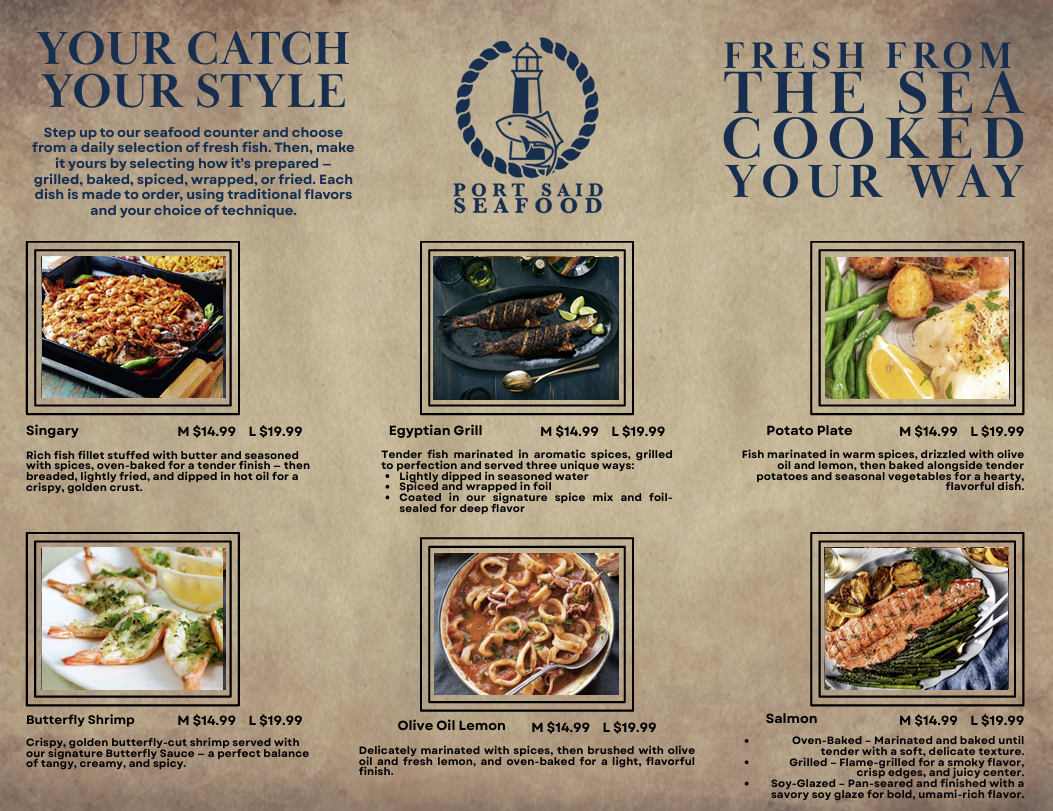 YOUR CATCH
YOUR STYLE
Step up to our seafood counter and choose
from a daily selection of fresh fish. Then, make
it yours by selecting how it's prepared –
grilled, baked, spiced, wrapped, or fried. Each
dish is made to order, using traditional flavors
and your choice of technique.
PORT SAID
SEAFOOD
FRESH FROM
THE SEA
COOKED
YOUR WAY
Singary M $14.99 L $19.99
Rich fish fillet stuffed with butter and seasoned
with spices, oven-baked for a tender finish – then
breaded, lightly fried, and dipped in hot oil for a
crispy, golden crust.
Egyptian Grill M $14.99 L $19.99
Tender fish marinated in aromatic spices, grilled
to perfection and served three unique ways:
• Lightly dipped in seasoned water
• Spiced and wrapped in foil
• Coated in our signature spice mix and foil-
sealed for deep flavor
Potato Plate M $14.99 L $19.99
Fish marinated in warm spices, drizzled with olive
oil and lemon, then baked alongside tender
potatoes and seasonal vegetables for a hearty,
flavorful dish.
Butterfly Shrimp M $14.99 L $19.99
Crispy, golden butterfly-cut shrimp served with
our signature Butterfly Sauce – a perfect balance
of tangy, creamy, and spicy.
Olive Oil Lemon M $14.99 L $19.99
Delicately marinated with spices, then brushed with olive
oil and fresh lemon, and oven-baked for a light, flavorful
finish.
Salmon M $14.99 L $19.99
• Oven-Baked – Marinated and baked until
tender with a soft, delicate texture.
• Grilled – Flame-grilled for a smoky flavor,
crisp edges, and juicy center.
• Soy-Glazed – Pan-seared and finished with a
savory soy glaze for bold, umami-rich flavor.